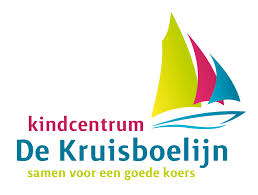 kindcentrum
De Kruisboelijn
samen voor een goede koers